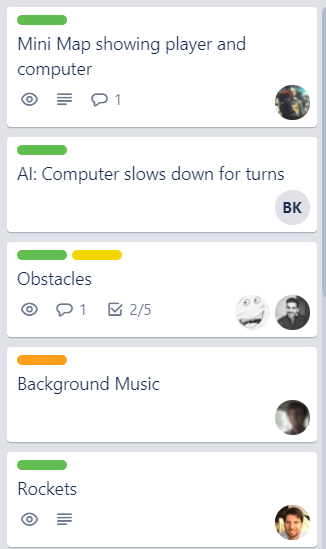 Mini Map showing player and
computer
1
AI: Computer slows down for turns
BK
Obstacles
1 2/5
Background Music
Rockets